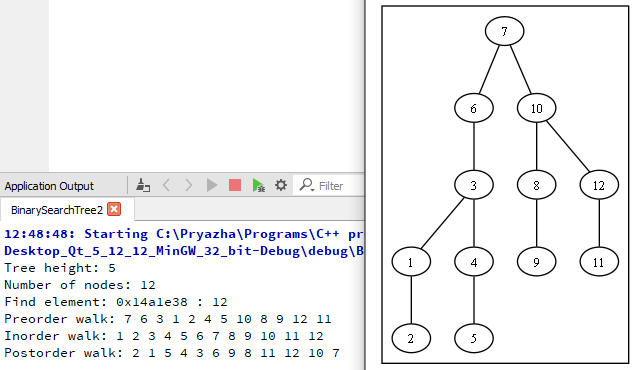 Application Output
Filter
BinarySearchTree2
12:48:48: Starting C:\Pryazha\Programs\C++ pr
Desktop_Qt_5_12_12_MinGW_32_bit-Debug\debug\B
Tree height: 5
Number of nodes: 12
Find element: 0x14a1e38 : 12
Preorder walk: 7 6 3 1 2 4 5 10 8 9 12 11
Inorder walk: 1 2 3 4 5 6 7 8 9 10 11 12
Postorder walk: 2 1 5 4 3 6 9 8 11 12 10 7
7
6 10
3 8 12
1 4 9 11
2 5